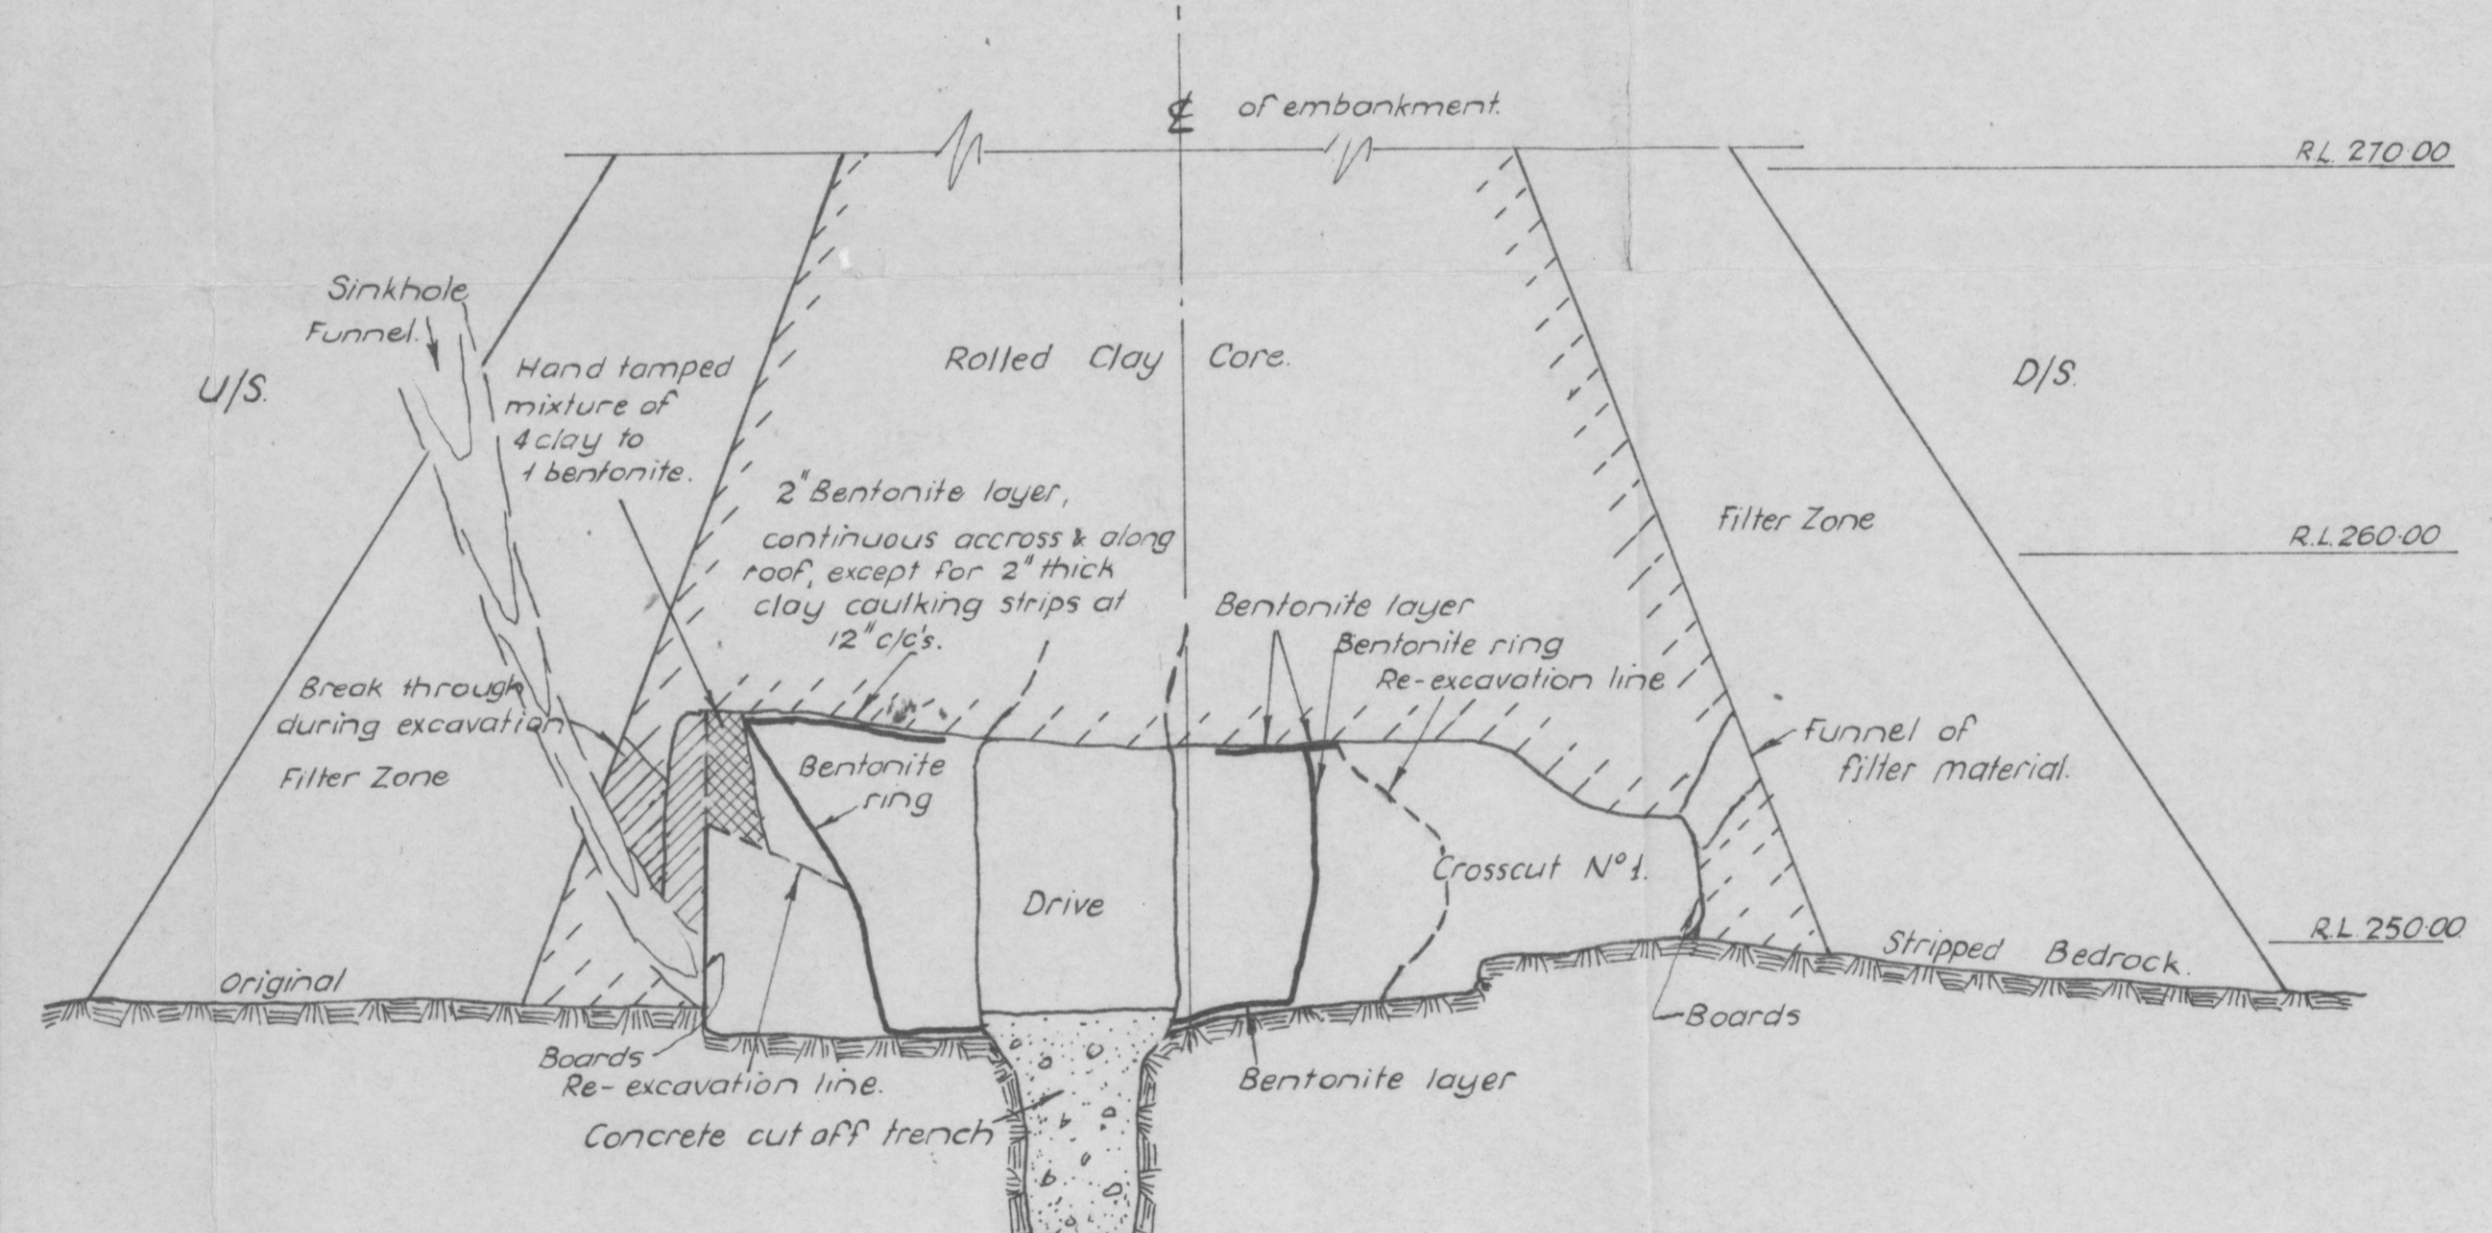 ℄ of embankment.
R.L. 270·00
Sinkhole
Funnel.
U/S.
Hand tamped
mixture of
4 clay to
1 bentonite.
Rolled Clay Core.
D/S.
2" Bentonite layer,
continuous accross & along
roof, except for 2" thick
clay caulking strips at
12" c/c's.
Filter Zone
R.L. 260·00
Bentonite layer
Bentonite ring
Re-excavation line
Break through
during excavation
Filter Zone
Bentonite
ring
Funnel of
filter material.
Drive
Crosscut Nº 1.
Original
Stripped Bedrock.
R.L. 250·00
Boards
Boards
Re-excavation line.
Bentonite layer
Concrete cut off trench